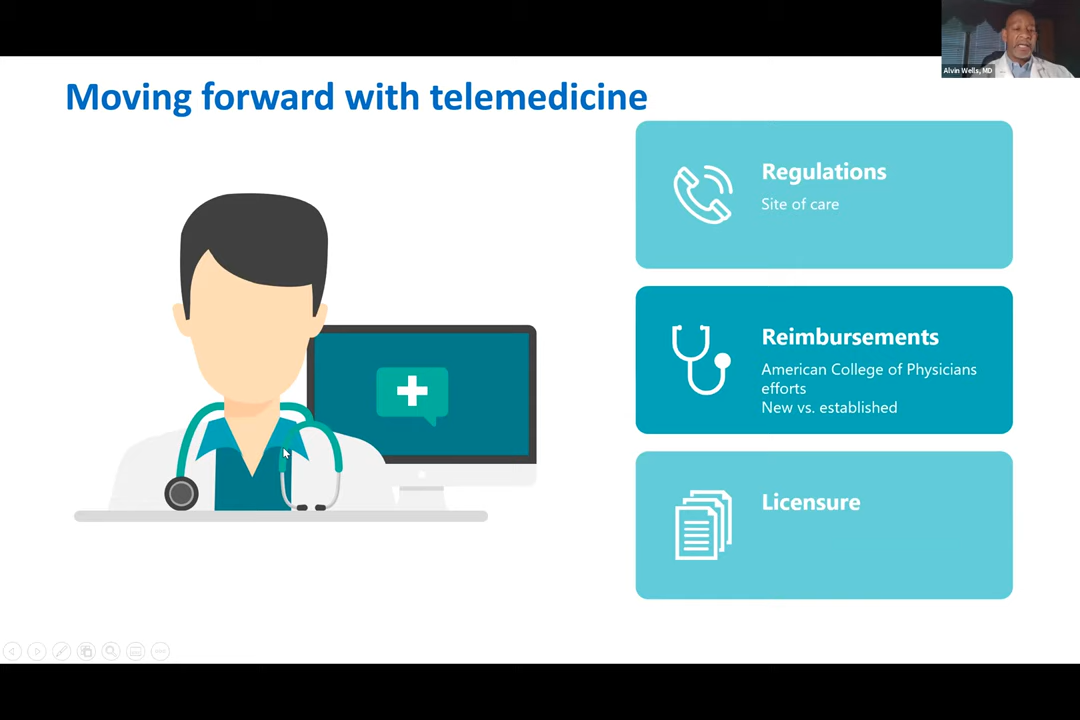 Alvin Wells, MD
Moving forward with telemedicine
Regulations
Site of care
Reimbursements
American College of Physicians
efforts
New vs. established
Licensure